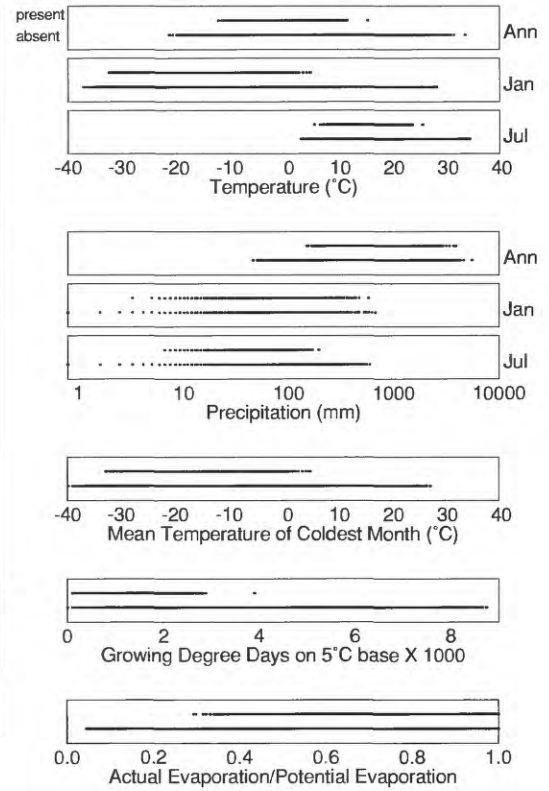 present
absent
Ann
Jan
Jul
-40 -30 -20 -10 0 10 20 30 40
Temperature (˚C)
Ann
Jan
Jul
1 10 100 1000 10000
Precipitation (mm)
-40 -30 -20 -10 0 10 20 30 40
Mean Temperature of Coldest Month (˚C)
0 2 4 6 8
Growing Degree Days on 5˚C base X 1000
0.0 0.2 0.4 0.6 0.8 1.0
Actual Evaporation/Potential Evaporation